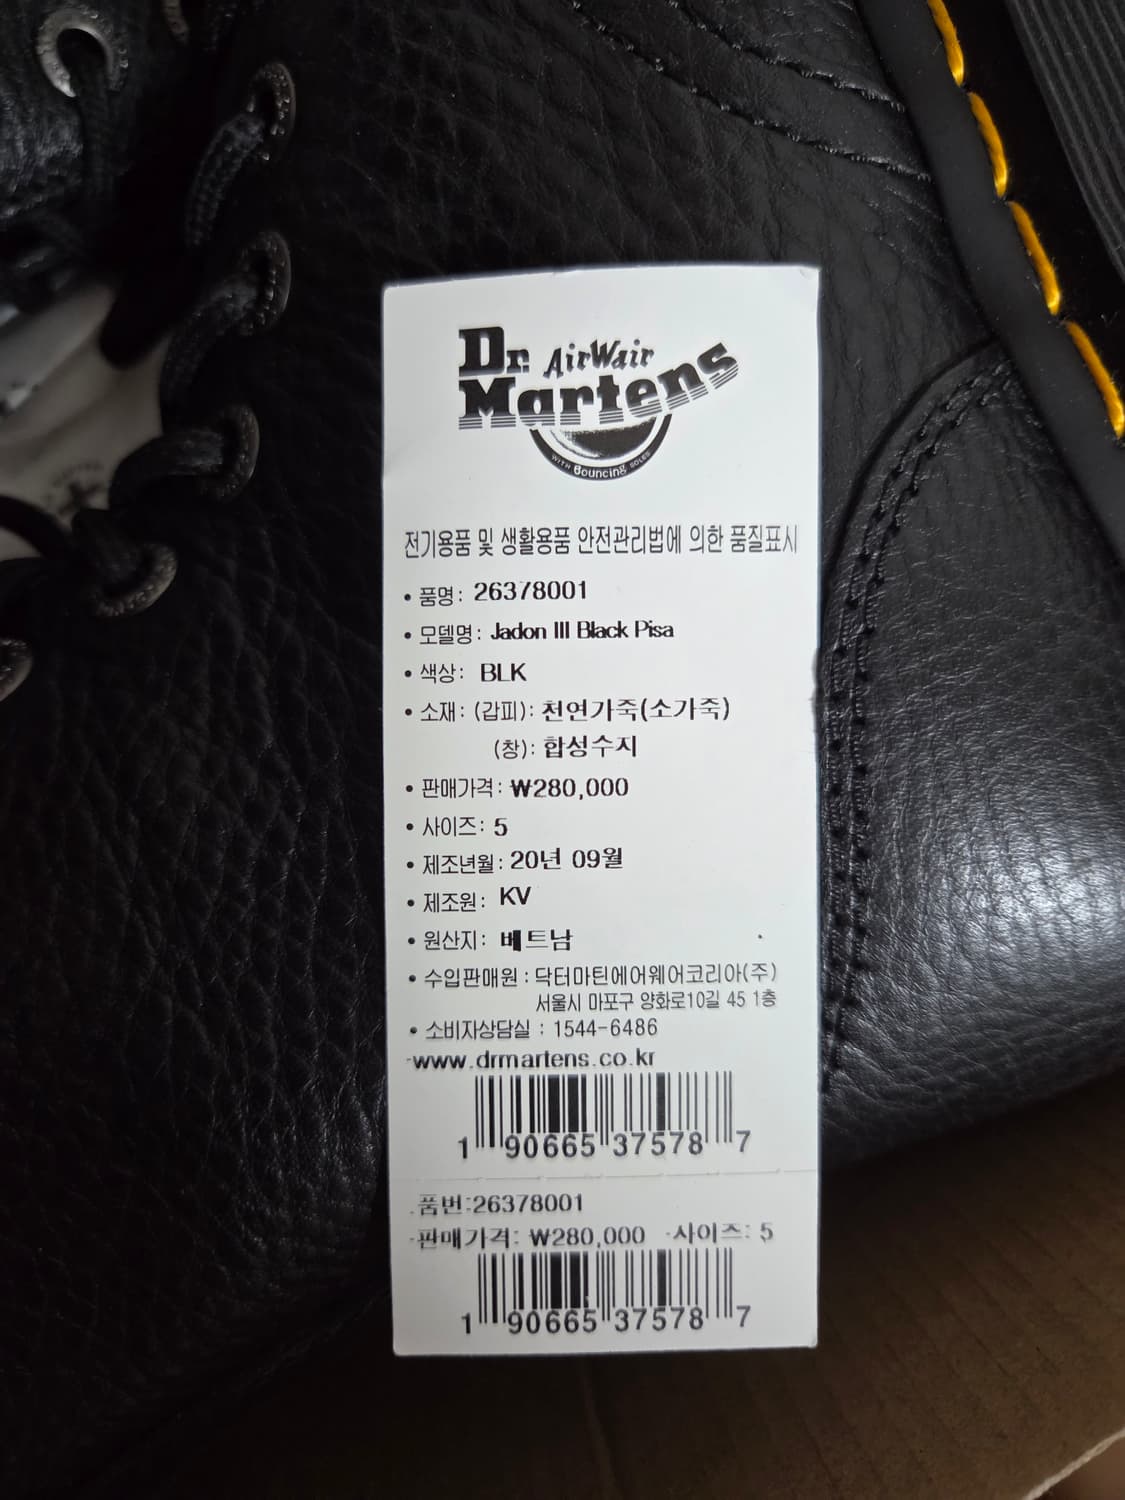 Dr. AirWair
Martens
WITH Bouncing SOLES
전기용품 및 생활용품 안전관리법에 의한 품질표시
• 품명: 26378001
• 모델명: Jadon III Black Pisa
• 색상: BLK
• 소재: (갑피): 천연가죽(소가죽)
(창): 합성수지
• 판매가격: ₩280,000
• 사이즈: 5
• 제조년월: 20년 09월
• 제조원: KV
• 원산지: 베트남
• 수입판매원: 닥터마틴에어웨어코리아(주)
서울시 마포구 양화로10길 45 1층
• 소비자상담실 : 1544-6486
-www.drmartens.co.kr
1 90665 37578 7
.품번:26378001
-판매가격: ₩280,000 -사이즈: 5
1 90665 37578 7